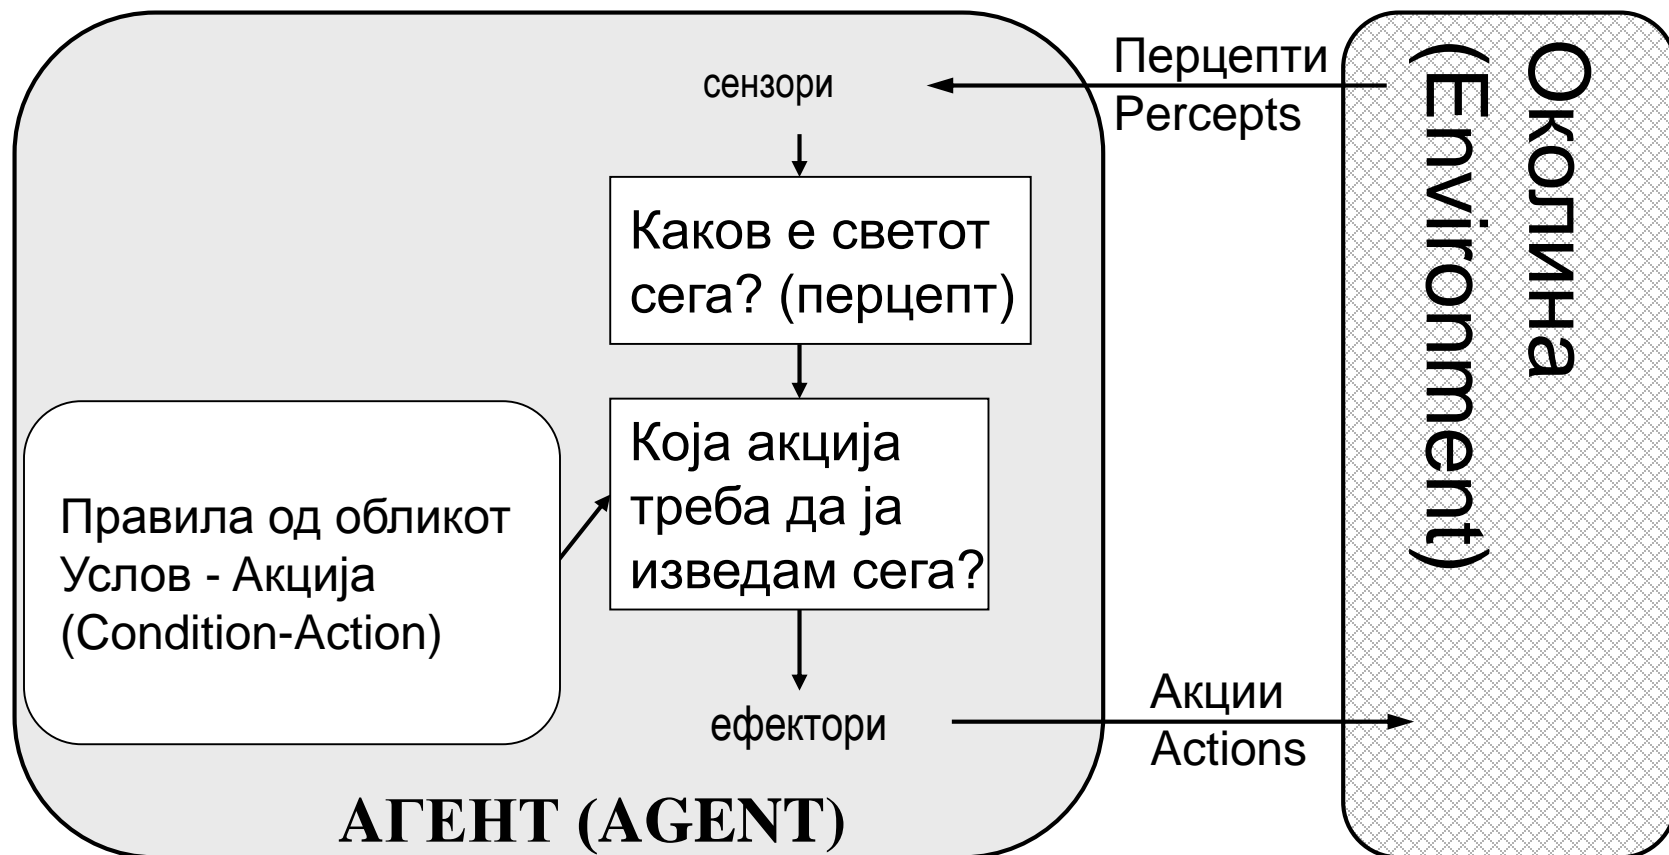 сензори
Перцепти
Percepts
Околина
(Environment)
Каков е светот
сега? (перцепт)
Која акција
треба да ја
изведам сега?
Правила од обликот
Услов - Акција
(Condition-Action)
ефектори
Акции
Actions
АГЕНТ (AGENT)